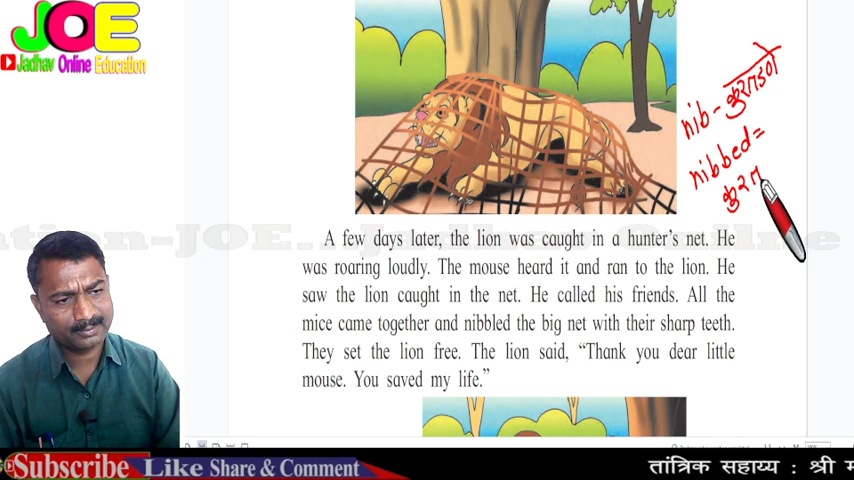 JOE
Jadhav Online Education
nib - कुरतडणे
nibbed =
कुरत
A few days later, the lion was caught in a hunter's net. He
was roaring loudly. The mouse heard it and ran to the lion. He
saw the lion caught in the net. He called his friends. All the
mice came together and nibbled the big net with their sharp teeth.
They set the lion free. The lion said, “Thank you dear little
mouse. You saved my life.”
Subscribe Like Share & Comment
तांत्रिक सहाय्य : श्री